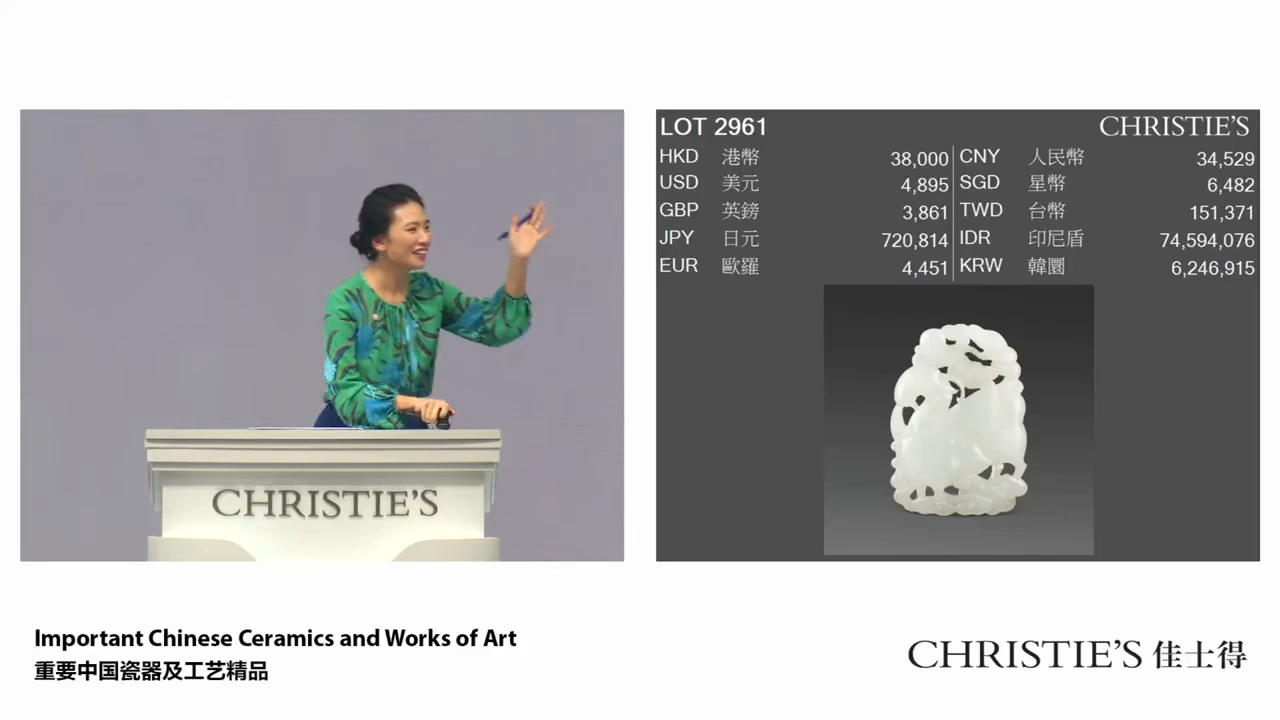 CHRISTIE'S
LOT 2961 CHRISTIE'S
HKD 港幣 38,000 CNY 人民幣 34,529
USD 美元 4,895 SGD 星幣 6,482
GBP 英鎊 3,861 TWD 台幣 151,371
JPY 日元 720,814 IDR 印尼盾 74,594,076
EUR 歐羅 4,451 KRW 韓圜 6,246,915
Important Chinese Ceramics and Works of Art
重要中国瓷器及工艺精品
CHRISTIE'S 佳士得